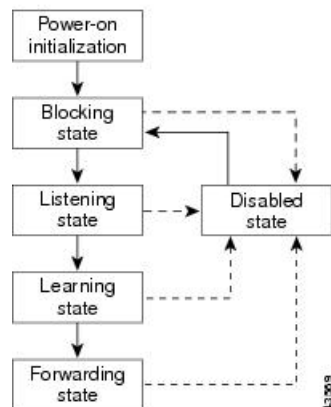 Power-on
initialization
Blocking
state
Listening
state
Disabled
state
Learning
state
Forwarding
state